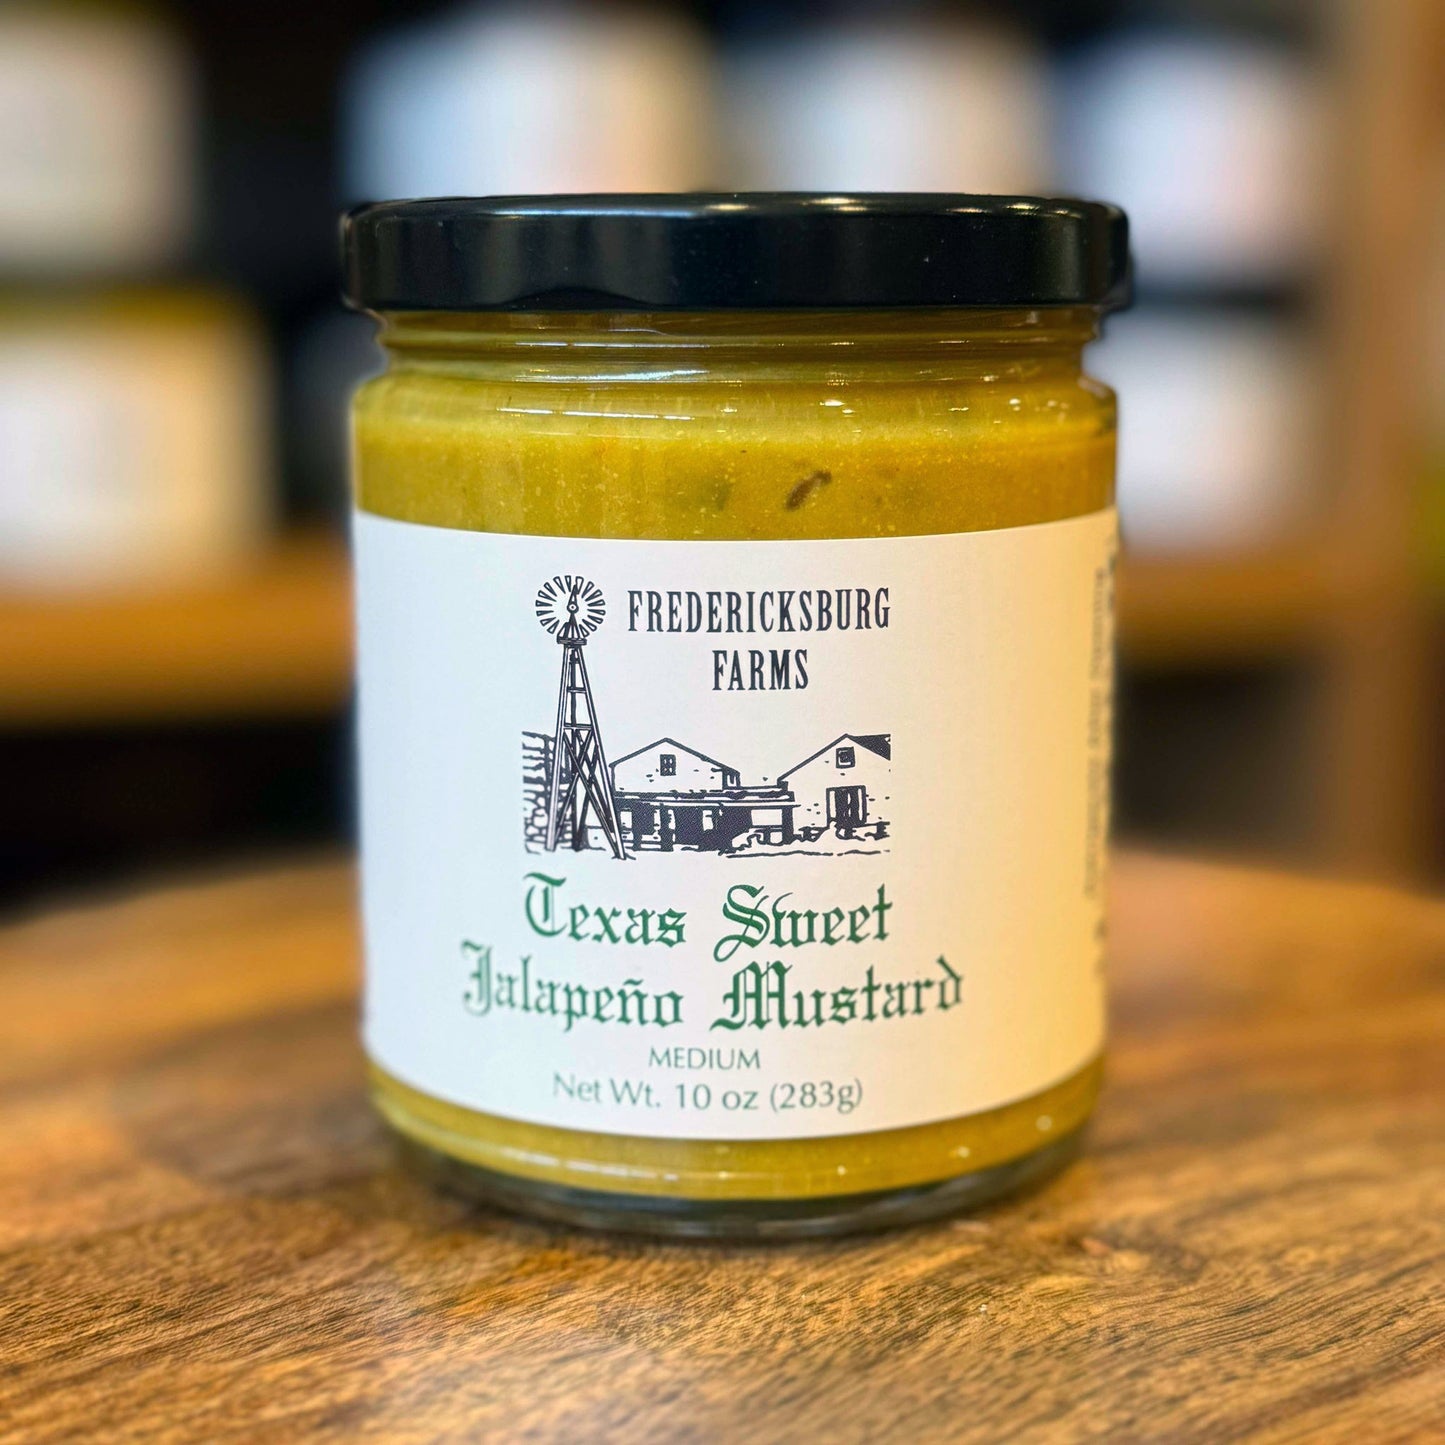 FREDERICKSBURG
FARMS
Texas Sweet
Jalapeño Mustard
MEDIUM
Net Wt. 10 oz (283g)